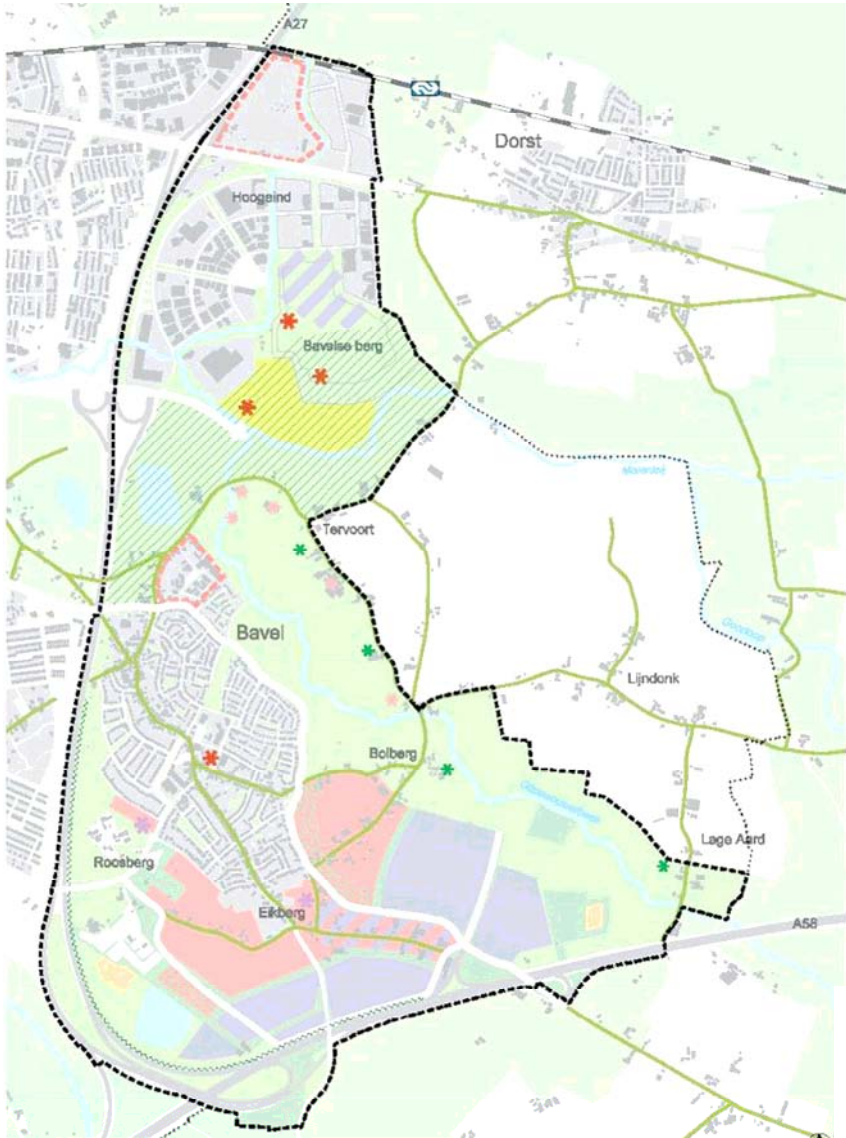 A27
Dorst
Hoogeind
Bavelse berg
Tervoort
Bavel
Lijndonk
Bolberg
Lage Aard
Roosberg
Eikberg
A58